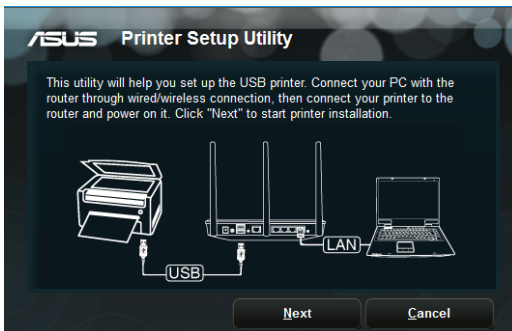 ASUS Printer Setup Utility
This utility will help you set up the USB printer. Connect your PC with the
router through wired/wireless connection, then connect your printer to the
router and power on it. Click "Next" to start printer installation.
LAN
USB
Next Cancel